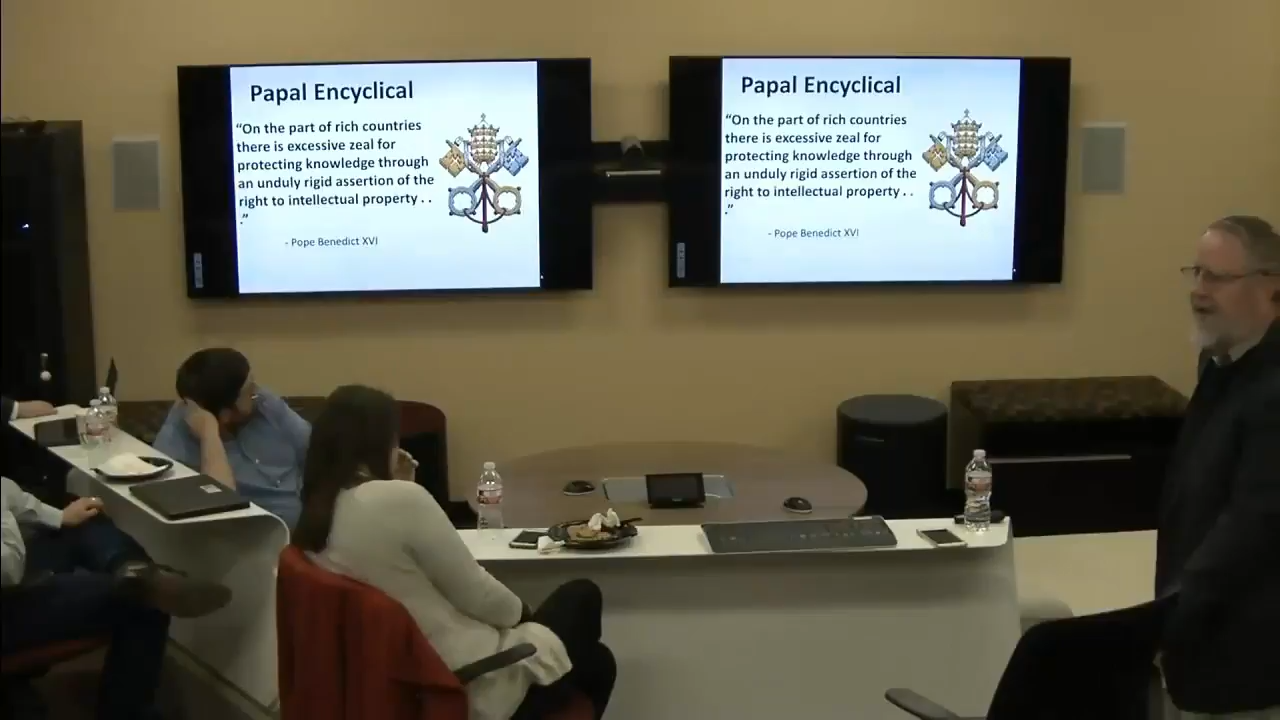 Papal Encyclical
“On the part of rich countries
there is excessive zeal for
protecting knowledge through
an unduly rigid assertion of the
right to intellectual property . .
.”
- Pope Benedict XVI
Papal Encyclical
“On the part of rich countries
there is excessive zeal for
protecting knowledge through
an unduly rigid assertion of the
right to intellectual property . .
.”
- Pope Benedict XVI